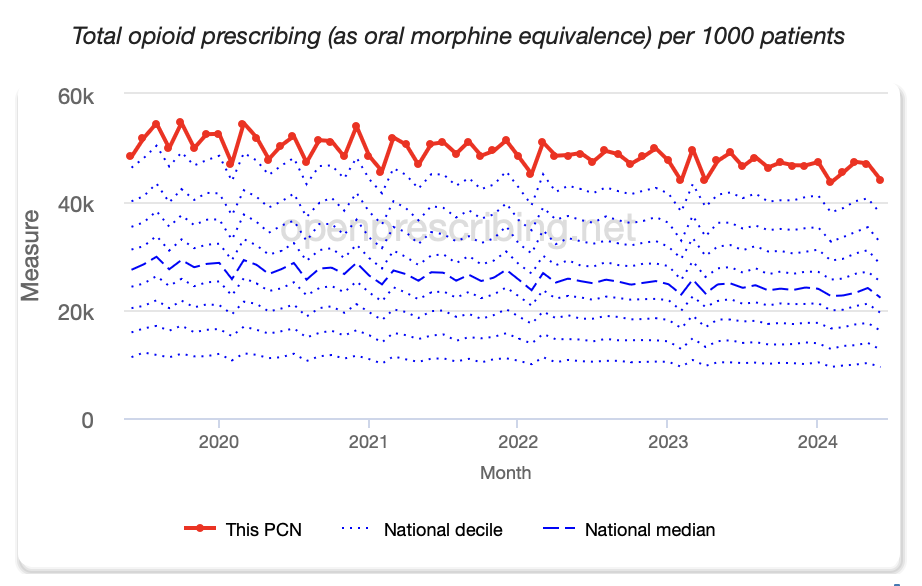 Total opioid prescribing (as oral morphine equivalence) per 1000 patients
60k
40k
20k
0
Measure
openprescribing.net
2020 2021 2022 2023 2024
Month
This PCN National decile National median